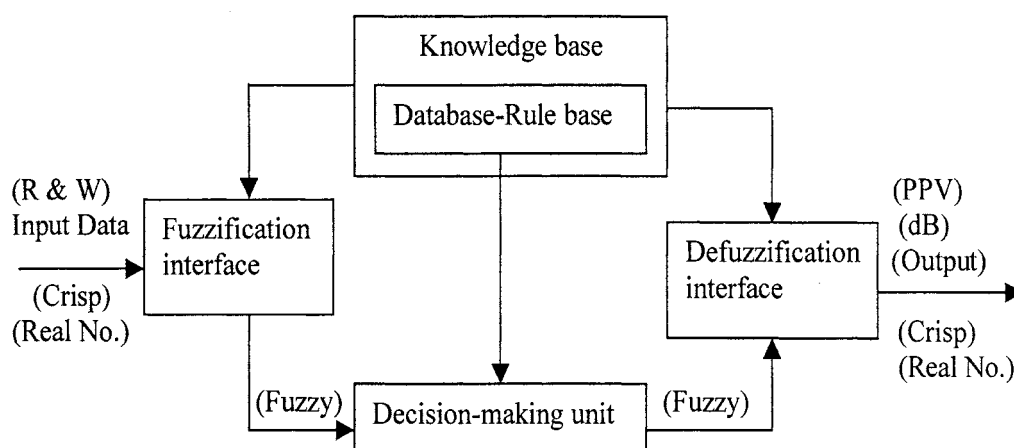 Knowledge base
Database-Rule base
(R & W)
Input Data
(Crisp)
(Real No.)
Fuzzification
interface
(Fuzzy)
Decision-making unit
(Fuzzy)
Defuzzification
interface
(PPV)
(dB)
(Output)
(Crisp)
(Real No.)